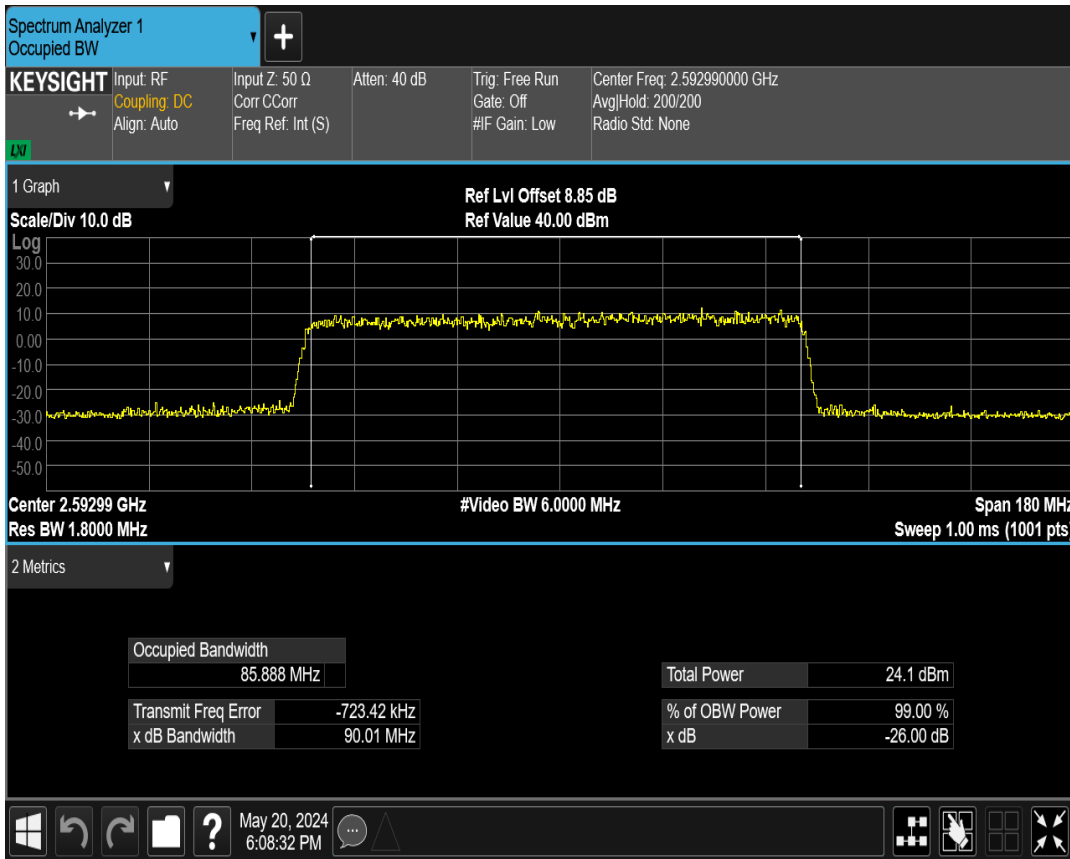 Spectrum Analyzer 1
Occupied BW
+
KEYSIGHT
LXI
Input: RF
Coupling: DC
Align: Auto
Input Z: 50 Ω
Corr CCorr
Freq Ref: Int (S)
Atten: 40 dB
Trig: Free Run
Gate: Off
#IF Gain: Low
Center Freq: 2.592990000 GHz
Avg|Hold: 200/200
Radio Std: None
1 Graph
Scale/Div 10.0 dB
Ref Lvl Offset 8.85 dB
Ref Value 40.00 dBm
Log
30.0
20.0
10.0
0.00
-10.0
-20.0
-30.0
-40.0
-50.0
Center 2.59299 GHz
#Video BW 6.0000 MHz
Span 180 MHz
Res BW 1.8000 MHz
Sweep 1.00 ms (1001 pts)
2 Metrics
Occupied Bandwidth
85.888 MHz
Total Power 24.1 dBm
Transmit Freq Error -723.42 kHz
% of OBW Power 99.00 %
x dB Bandwidth 90.01 MHz
x dB -26.00 dB
?
May 20, 2024
6:08:32 PM